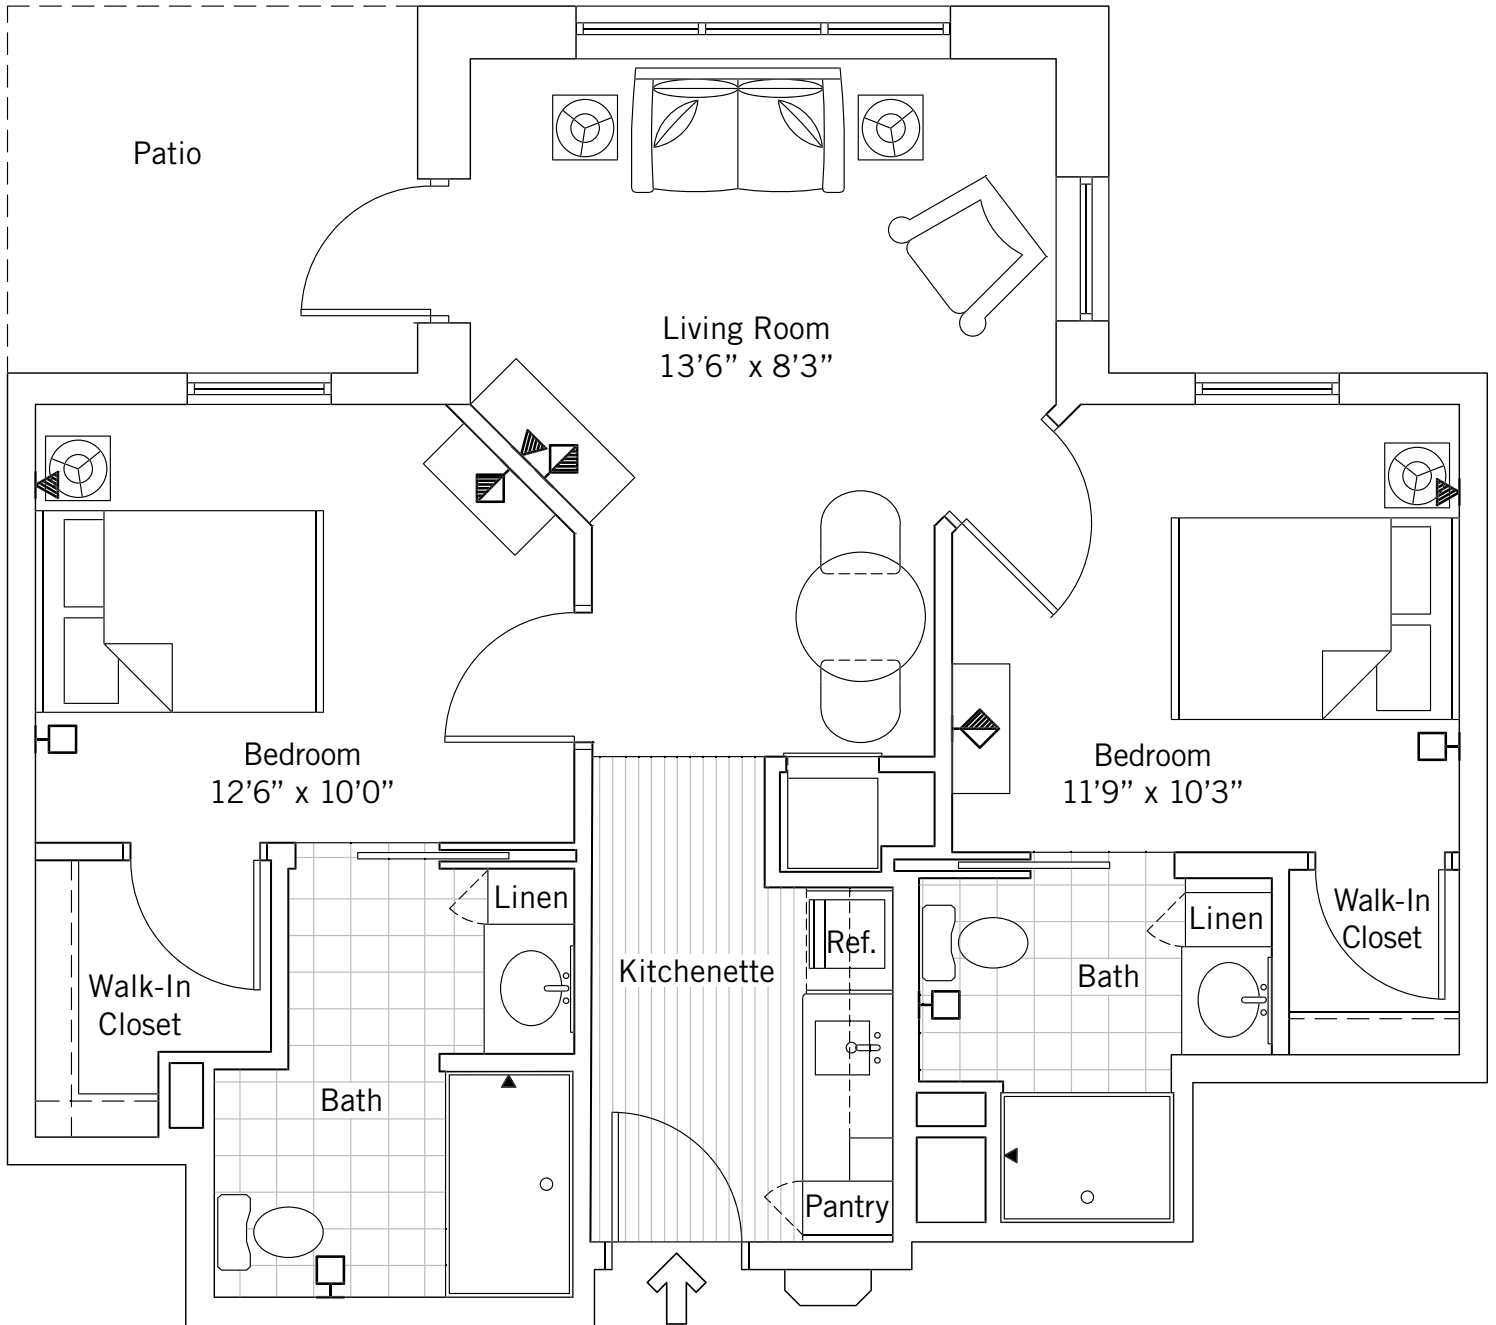 Patio
Living Room
13’6” x 8’3”
Bedroom
12’6” x 10’0”
Bedroom
11’9” x 10’3”
Linen
Ref.
Walk-In
Closet
Linen
Kitchenette
Bath
Walk-In
Closet
Bath
Pantry